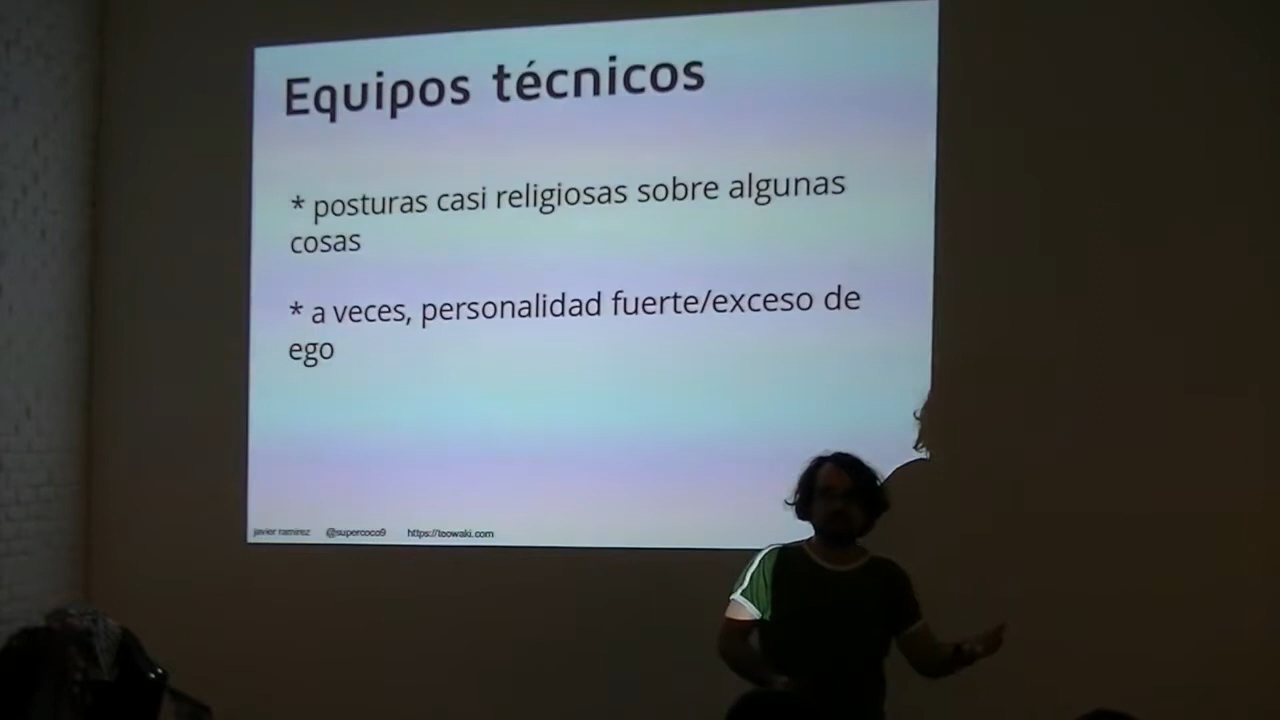 Equipos técnicos
* posturas casi religiosas sobre algunas
cosas
* a veces, personalidad fuerte/exceso de
ego
javier ramirez @supercoco9 https://teowaki.com